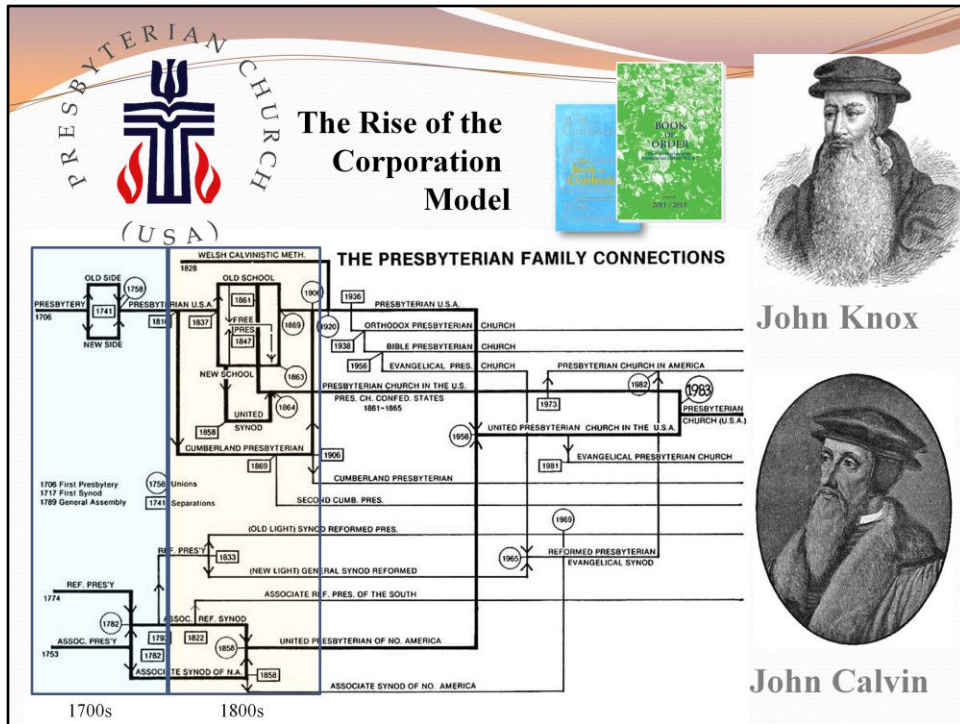 PRESBYTERIAN CHURCH
(USA)
The Rise of the
Corporation
Model
BOOK
OF
ORDER
2011 / 2013
John Knox
John Calvin
THE PRESBYTERIAN FAMILY CONNECTIONS
WELSH CALVINISTIC METH.
1828
OLD SIDE
1758
PRESBYTERY
1706
1741
NEW SIDE
PRESBYTERIAN U.S.A.
1810
1837
OLD SCHOOL
1861
FREE
PRES
1847
1869
1906
1920
1863
NEW SCHOOL
1864
UNITED
SYNOD
1858
CUMBERLAND PRESBYTERIAN
1869
1906
1936
PRESBYTERIAN U.S.A.
ORTHODOX PRESBYTERIAN CHURCH
1938
BIBLE PRESBYTERIAN CHURCH
1956
EVANGELICAL PRES. CHURCH
PRESBYTERIAN CHURCH IN AMERICA
1982
1983
PRESBYTERIAN CHURCH IN THE U.S.
PRES. CH. CONFED. STATES
1861-1865
1973
PRESBYTERIAN
CHURCH (U.S.A.)
1958
UNITED PRESBYTERIAN CHURCH IN THE U.S.A.
1981
EVANGELICAL PRESBYTERIAN CHURCH
CUMBERLAND PRESBYTERIAN
SECOND CUMB. PRES.
1706 First Presbytery
1717 First Synod
1789 General Assembly
1758 Unions
1741 Separations
(OLD LIGHT) SYNOD REFORMED PRES.
1969
REF. PRES'Y
1833
1965
REFORMED PRESBYTERIAN
EVANGELICAL SYNOD
(NEW LIGHT) GENERAL SYNOD REFORMED
REF. PRES'Y
1774
ASSOCIATE REF. PRES. OF THE SOUTH
1782
ASSOC. REF. SYNOD
1793
1822
ASSOC. PRES'Y
1753
1782
1858
UNITED PRESBYTERIAN OF NO. AMERICA
ASSOCIATE SYNOD OF N.A.
1858
ASSOCIATE SYNOD OF NO. AMERICA
1700s
1800s